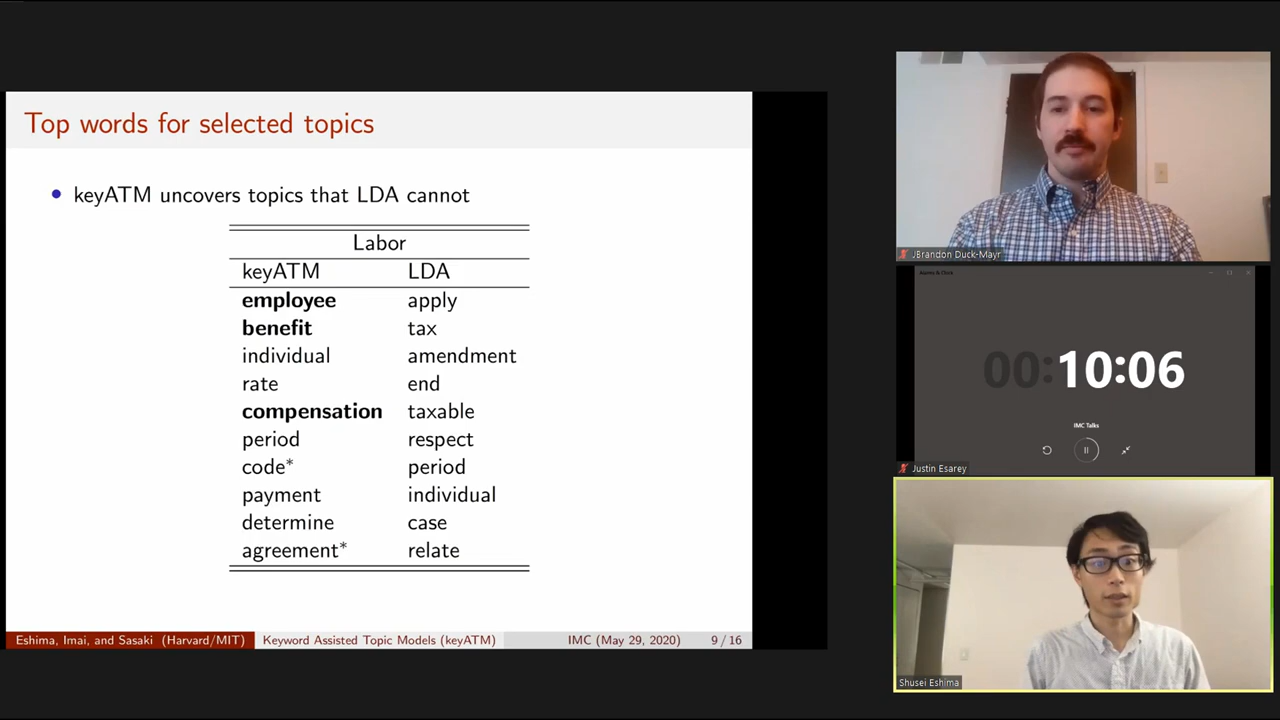 Top words for selected topics
keyATM uncovers topics that LDA cannot
Labor
keyATM LDA
employee apply
benefit tax
individual amendment
rate end
compensation taxable
period respect
code* period
payment individual
determine case
agreement* relate
Eshima, Imai, and Sasaki (Harvard/MIT) Keyword Assisted Topic Models (keyATM) IMC (May 29, 2020) 9 / 16
JBrandon Duck-Mayr
Alarms & Clock
00:10:06
IMC Talks
Justin Esarey
Shusei Eshima